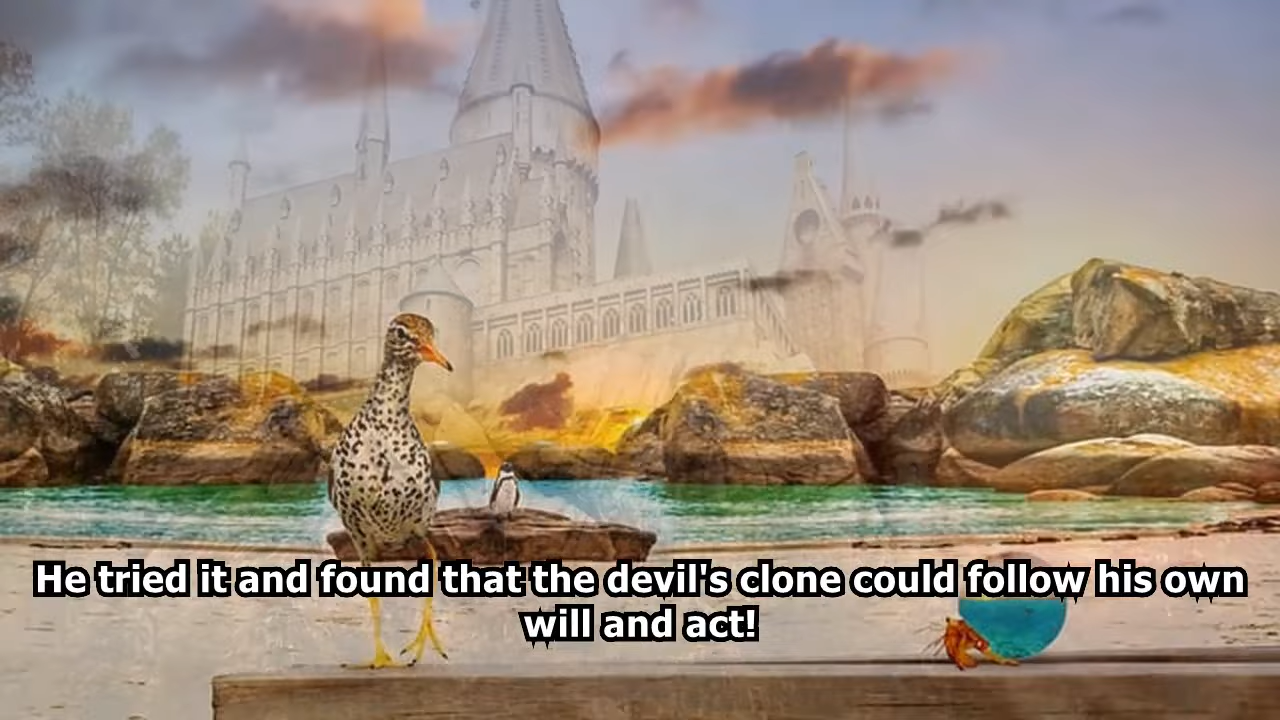 He tried it and found that the devil's clone could follow his own
will and act!